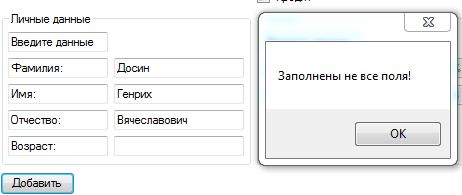 Личные данные
Введите данные
Фамилия: Досин
Имя: Генрих
Отчество: Вячеславович
Возраст:
Добавить
Заполнены не все поля!
OK